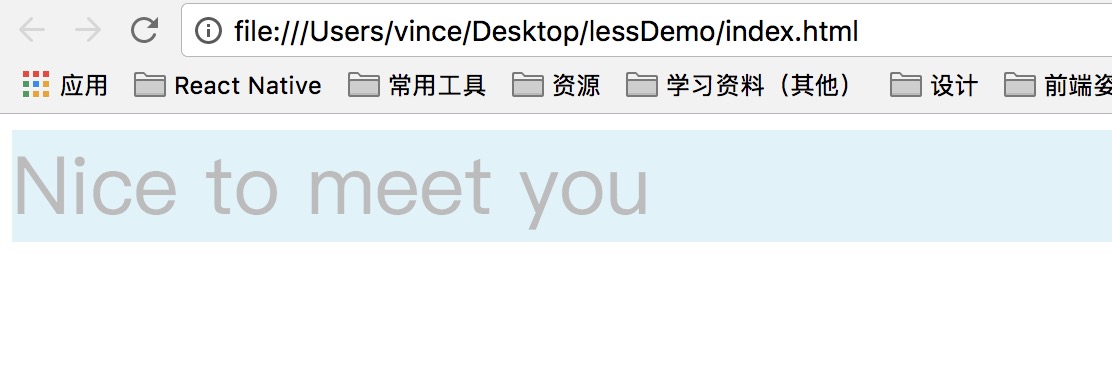 file:///Users/vince/Desktop/lessDemo/index.html
应用 React Native 常用工具 资源 学习资料（其他） 设计 前端姿
Nice to meet you